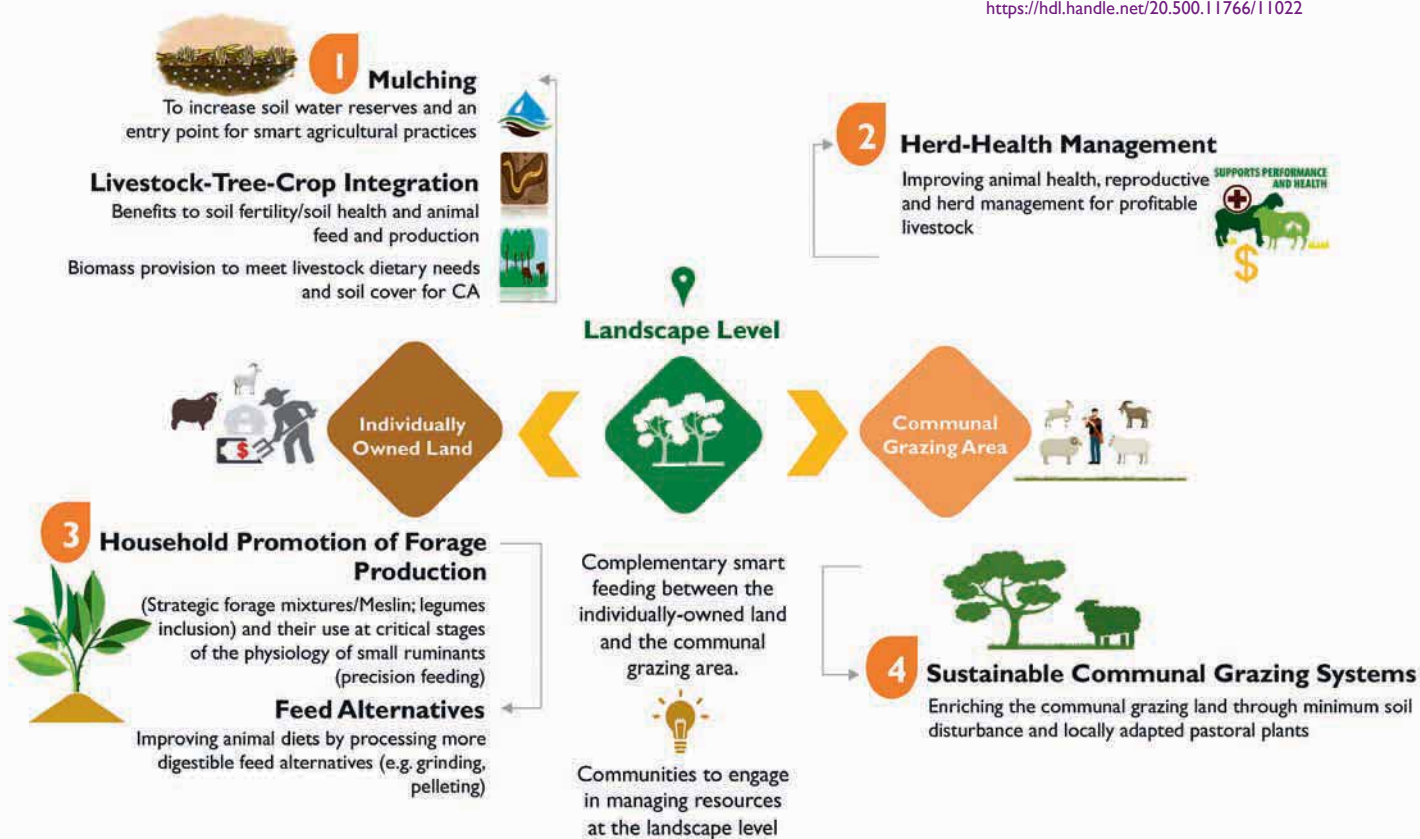 https://hdl.handle.net/20.500.11766/11022
1
Mulching
To increase soil water reserves and an
entry point for smart agricultural practices
Livestock-Tree-Crop Integration
Benefits to soil fertility/soil health and animal
feed and production
Biomass provision to meet livestock dietary needs
and soil cover for CA
2
Herd-Health Management
Improving animal health, reproductive
and herd management for profitable
livestock
SUPPORTS PERFORMANCE
AND HEALTH
$
Landscape Level
Individually
Owned Land
$
Communal
Grazing Area
3
Household Promotion of Forage
Production
(Strategic forage mixtures/Meslin; legumes
inclusion) and their use at critical stages
of the physiology of small ruminants
(precision feeding)
Feed Alternatives
Improving animal diets by processing more
digestible feed alternatives (e.g. grinding,
pelleting)
Complementary smart
feeding between the
individually-owned land
and the communal
grazing area.
Communities to engage
in managing resources
at the landscape level
4
Sustainable Communal Grazing Systems
Enriching the communal grazing land through minimum soil
disturbance and locally adapted pastoral plants